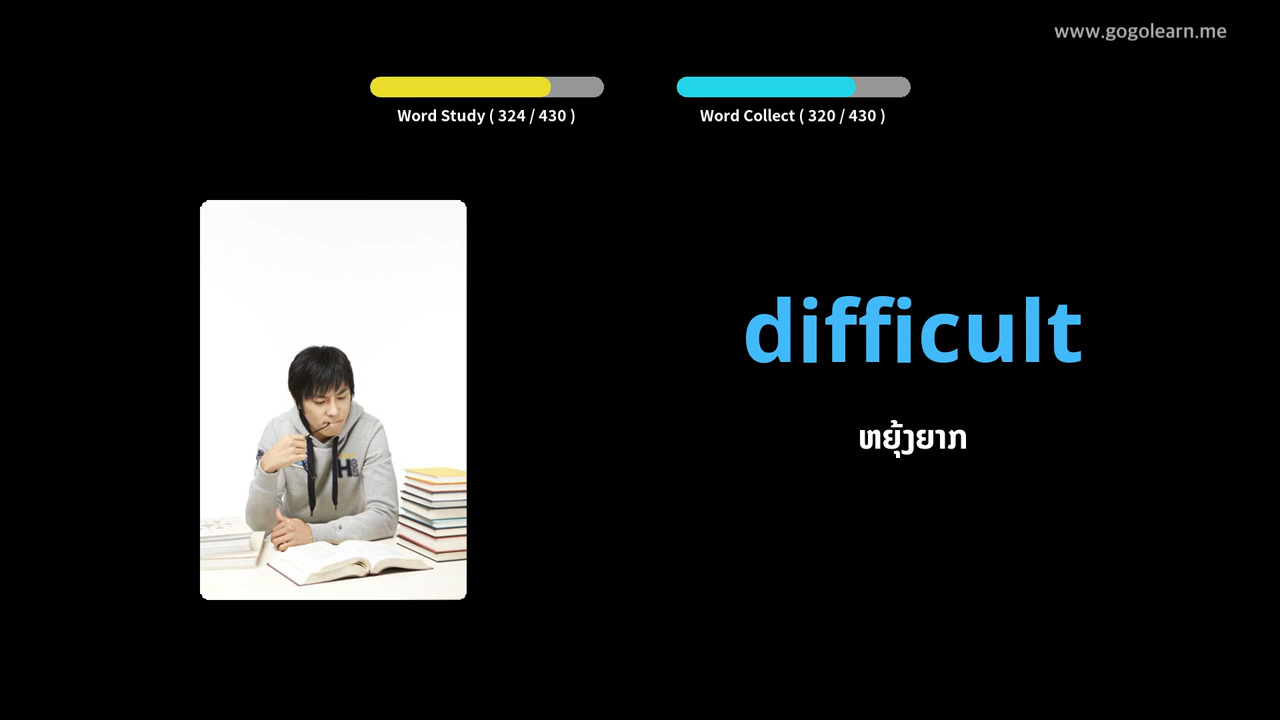 www.gogolearn.me
Word Study ( 324 / 430 )
Word Collect ( 320 / 430 )
difficult
ຫຍຸ້ງຍາກ
H